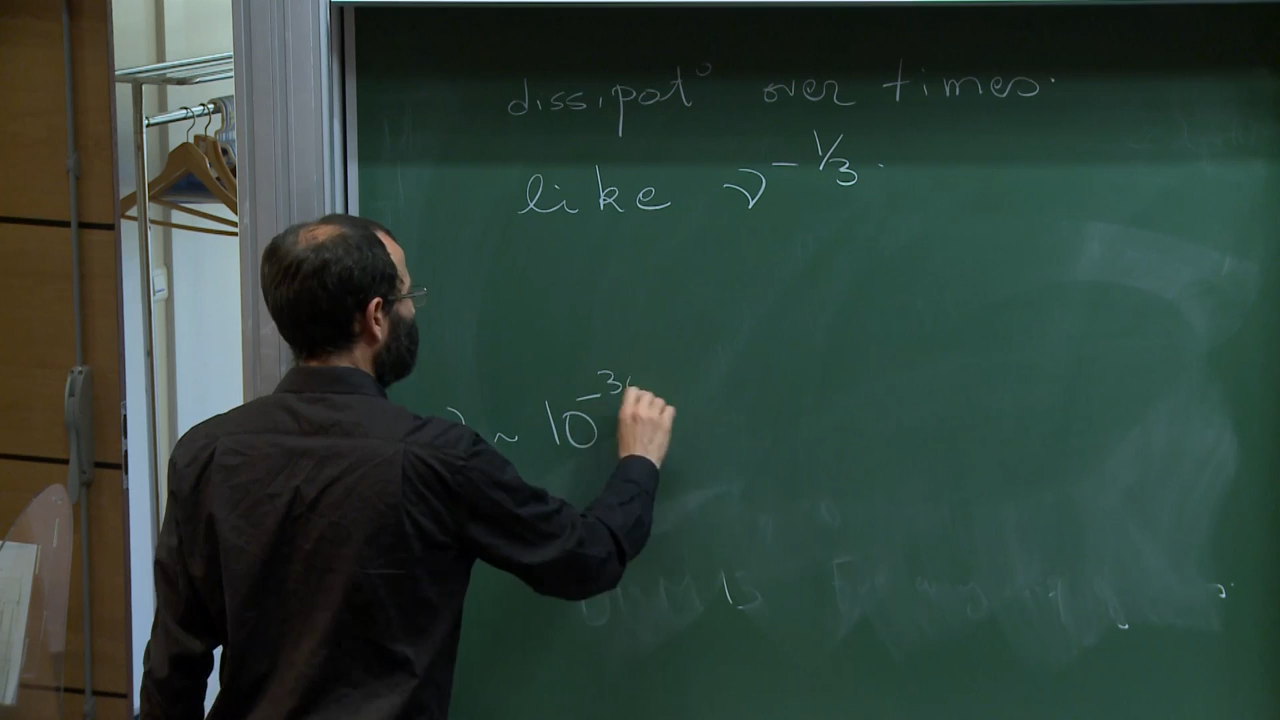 dissipat° over times.
like ν^{-1/3}.
ν ~ 10^{-3